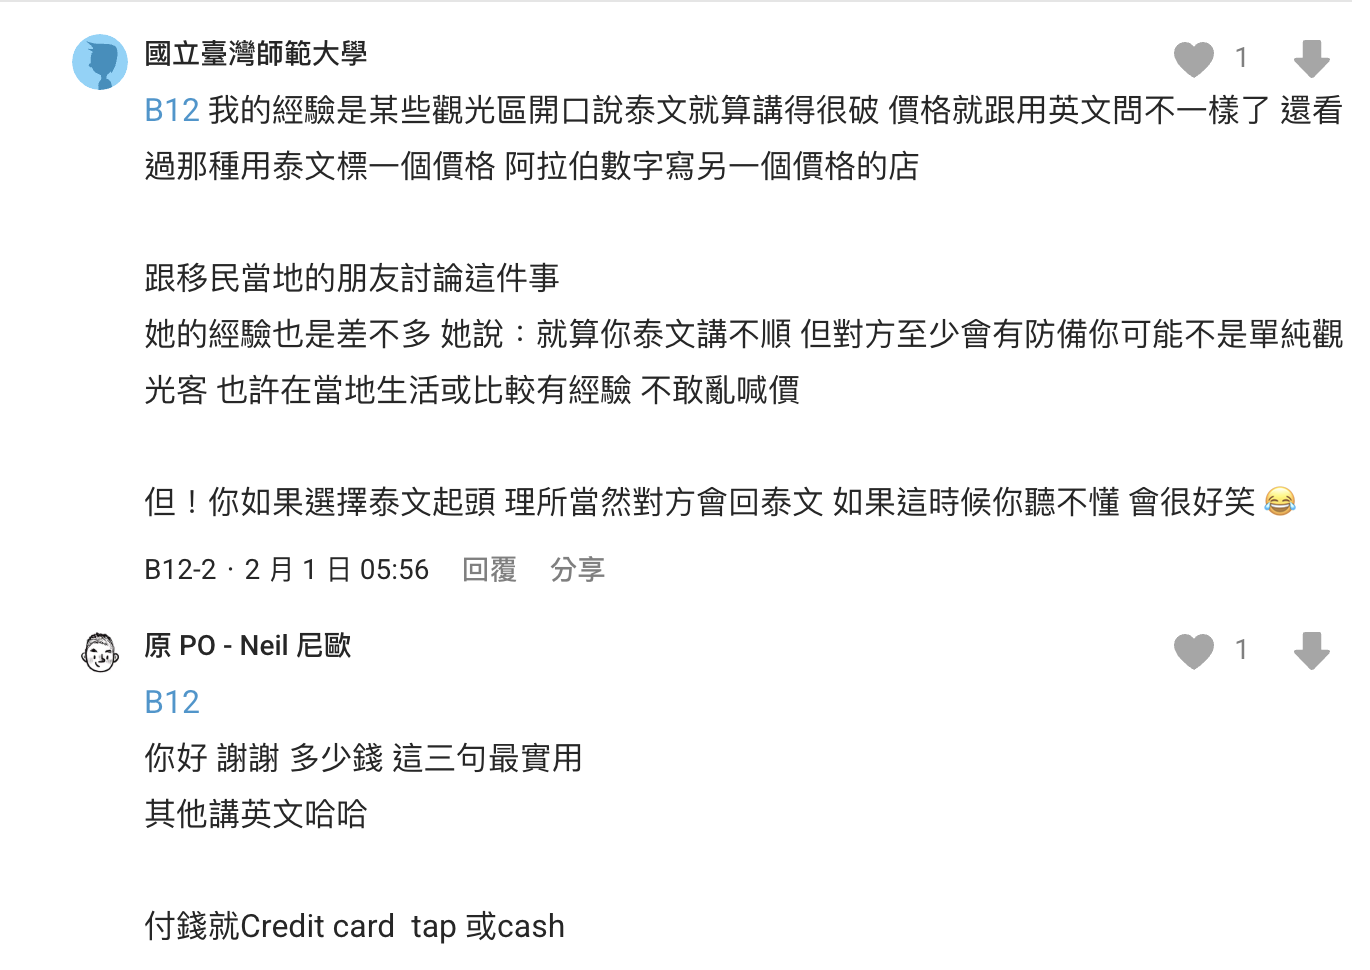 國立臺灣師範大學
1
B12 我的經驗是某些觀光區開口說泰文就算講得很破 價格就跟用英文問不一樣了 還看
過那種用泰文標一個價格 阿拉伯數字寫另一個價格的店
跟移民當地的朋友討論這件事
她的經驗也是差不多 她說：就算你泰文講不順 但對方至少會有防備你可能不是單純觀
光客 也許在當地生活或比較有經驗 不敢亂喊價
但！你如果選擇泰文起頭 理所當然對方會回泰文 如果這時候你聽不懂 會很好笑 😂
B12-2 · 2 月 1 日 05:56 回覆 分享
原 PO - Neil 尼歐
1
B12
你好 謝謝 多少錢 這三句最實用
其他講英文哈哈
付錢就Credit card  tap 或cash